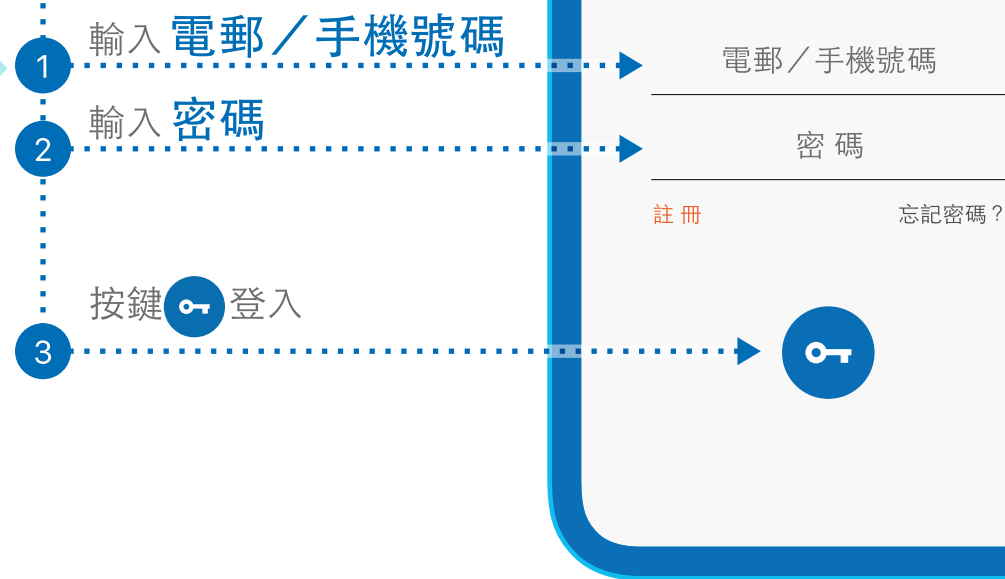 1 輸入 電郵／手機號碼
電郵／手機號碼
2 輸入 密碼
密 碼
註 冊
忘記密碼？
3 按鍵 登入